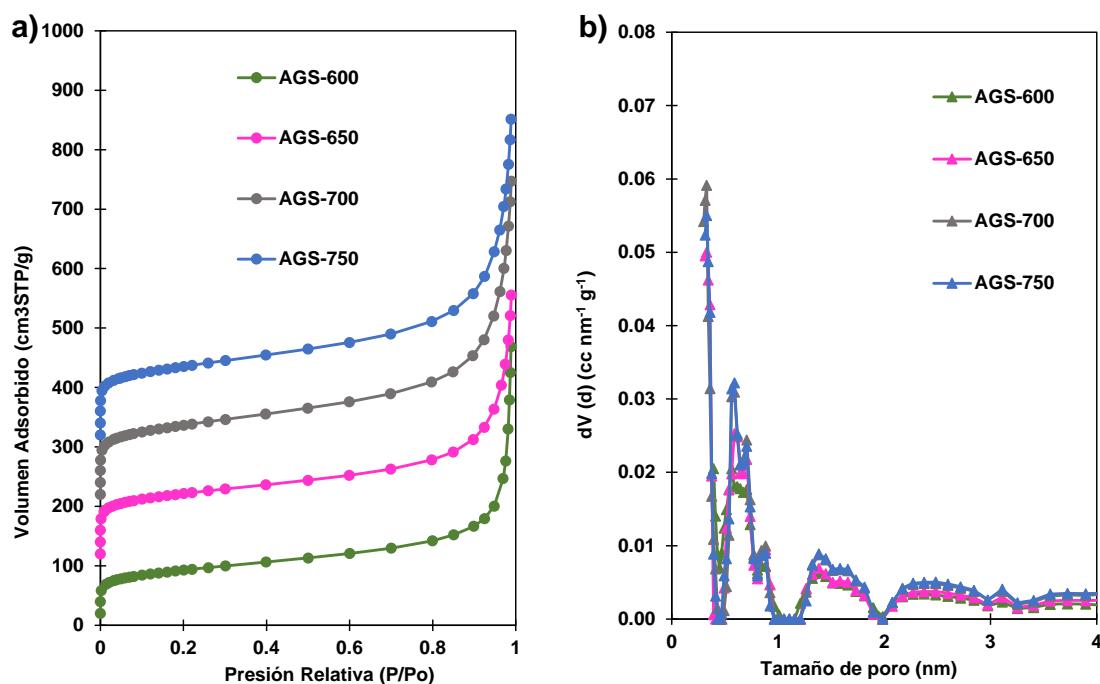 a)
1000
900
800
700
600
500
400
300
200
100
0
Volumen Adsorbido (cm3STP/g)
AGS-600
AGS-650
AGS-700
AGS-750
0 0.2 0.4 0.6 0.8 1
Presión Relativa (P/Po)
b)
0.08
0.07
0.06
0.05
0.04
0.03
0.02
0.01
0.00
dV (d) (cc nm⁻¹ g⁻¹)
AGS-600
AGS-650
AGS-700
AGS-750
0 1 2 3 4
Tamaño de poro (nm)